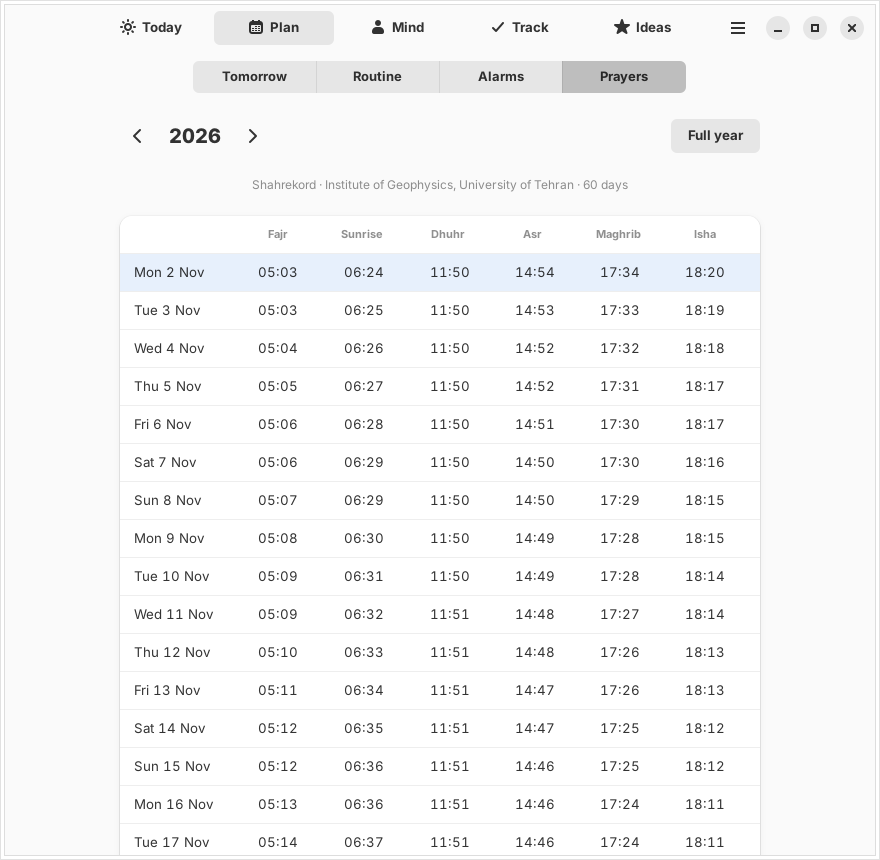 Today Plan Mind Track Ideas
Tomorrow Routine Alarms Prayers
2026 Full year
Shahrekord · Institute of Geophysics, University of Tehran · 60 days
Fajr Sunrise Dhuhr Asr Maghrib Isha
Mon 2 Nov 05:03 06:24 11:50 14:54 17:34 18:20
Tue 3 Nov 05:03 06:25 11:50 14:53 17:33 18:19
Wed 4 Nov 05:04 06:26 11:50 14:52 17:32 18:18
Thu 5 Nov 05:05 06:27 11:50 14:52 17:31 18:17
Fri 6 Nov 05:06 06:28 11:50 14:51 17:30 18:17
Sat 7 Nov 05:06 06:29 11:50 14:50 17:30 18:16
Sun 8 Nov 05:07 06:29 11:50 14:50 17:29 18:15
Mon 9 Nov 05:08 06:30 11:50 14:49 17:28 18:15
Tue 10 Nov 05:09 06:31 11:50 14:49 17:28 18:14
Wed 11 Nov 05:09 06:32 11:51 14:48 17:27 18:14
Thu 12 Nov 05:10 06:33 11:51 14:48 17:26 18:13
Fri 13 Nov 05:11 06:34 11:51 14:47 17:26 18:13
Sat 14 Nov 05:12 06:35 11:51 14:47 17:25 18:12
Sun 15 Nov 05:12 06:36 11:51 14:46 17:25 18:12
Mon 16 Nov 05:13 06:36 11:51 14:46 17:24 18:11
Tue 17 Nov 05:14 06:37 11:51 14:46 17:24 18:11